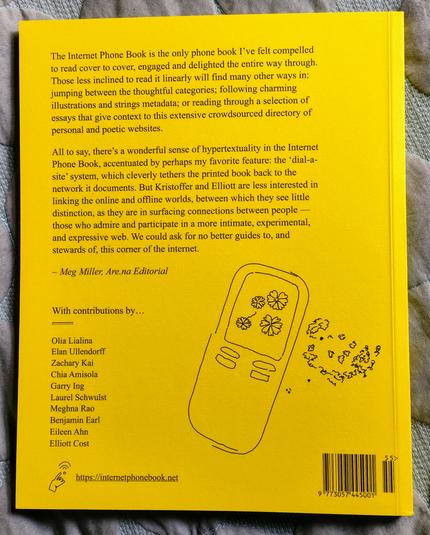 The Internet Phone Book is the only phone book I've felt compelled
to read cover to cover, engaged and delighted the entire way through.
Those less inclined to read it linearly will find many other ways in:
jumping between the thoughtful categories; following charming
illustrations and strings metadata; or reading through a selection of
essays that give context to this extensive crowdsourced directory of
personal and poetic websites.
All to say, there's a wonderful sense of hypertextuality in the Internet
Phone Book, accentuated by perhaps my favorite feature: the 'dial-a-
site' system, which cleverly tethers the printed book back to the
network it documents. But Kristoffer and Elliott are less interested in
linking the online and offline worlds, between which they see little
distinction, as they are in surfacing connections between people —
those who admire and participate in a more intimate, experimental,
and expressive web. We could ask for no better guides to, and
stewards of, this corner of the internet.
– Meg Miller, Are.na Editorial
With contributions by…
Olia Lialina
Elan Ullendorff
Zachary Kai
Chia Amisola
Garry Ing
Laurel Schwulst
Meghna Rao
Benjamin Earl
Eileen Ahn
Elliott Cost
https://internetphonebook.net
55>
9 773057 445001